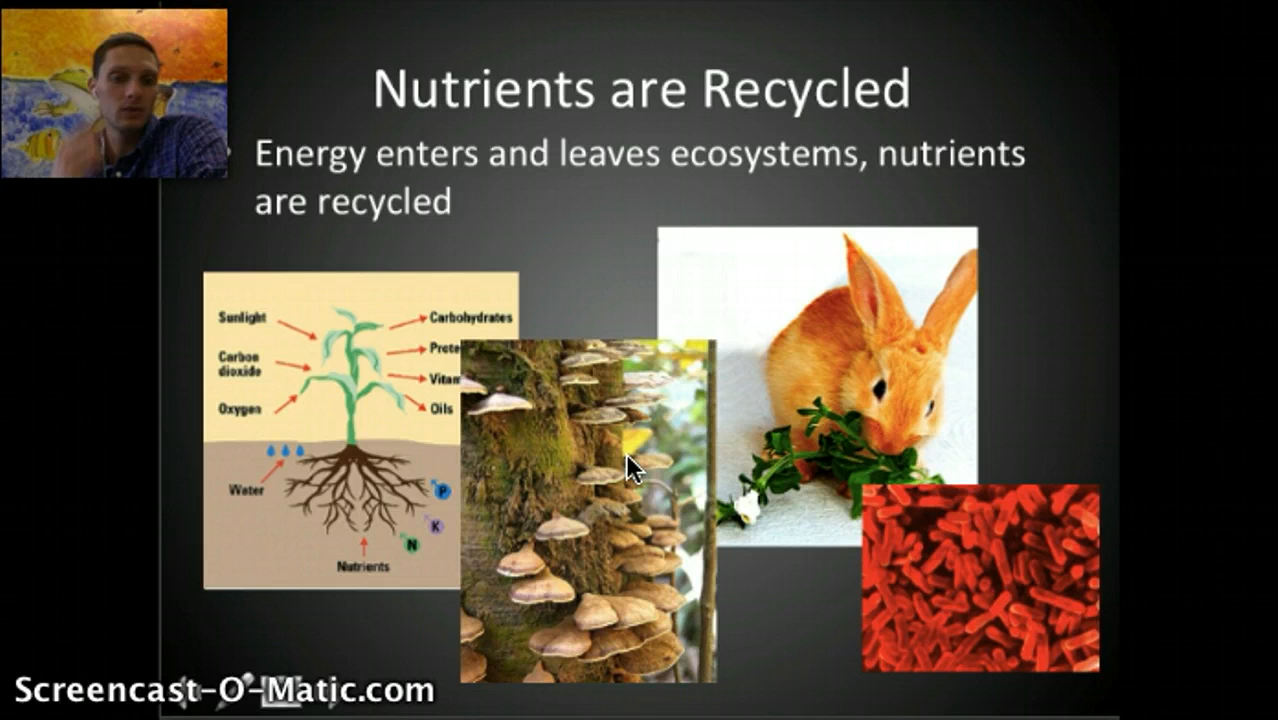 Nutrients are Recycled
Energy enters and leaves ecosystems, nutrients
are recycled
Sunlight
Carbon
dioxide
Oxygen
Water
Carbohydrates
Oils
P
K
N
Nutrients
Screencast-O-Matic.com